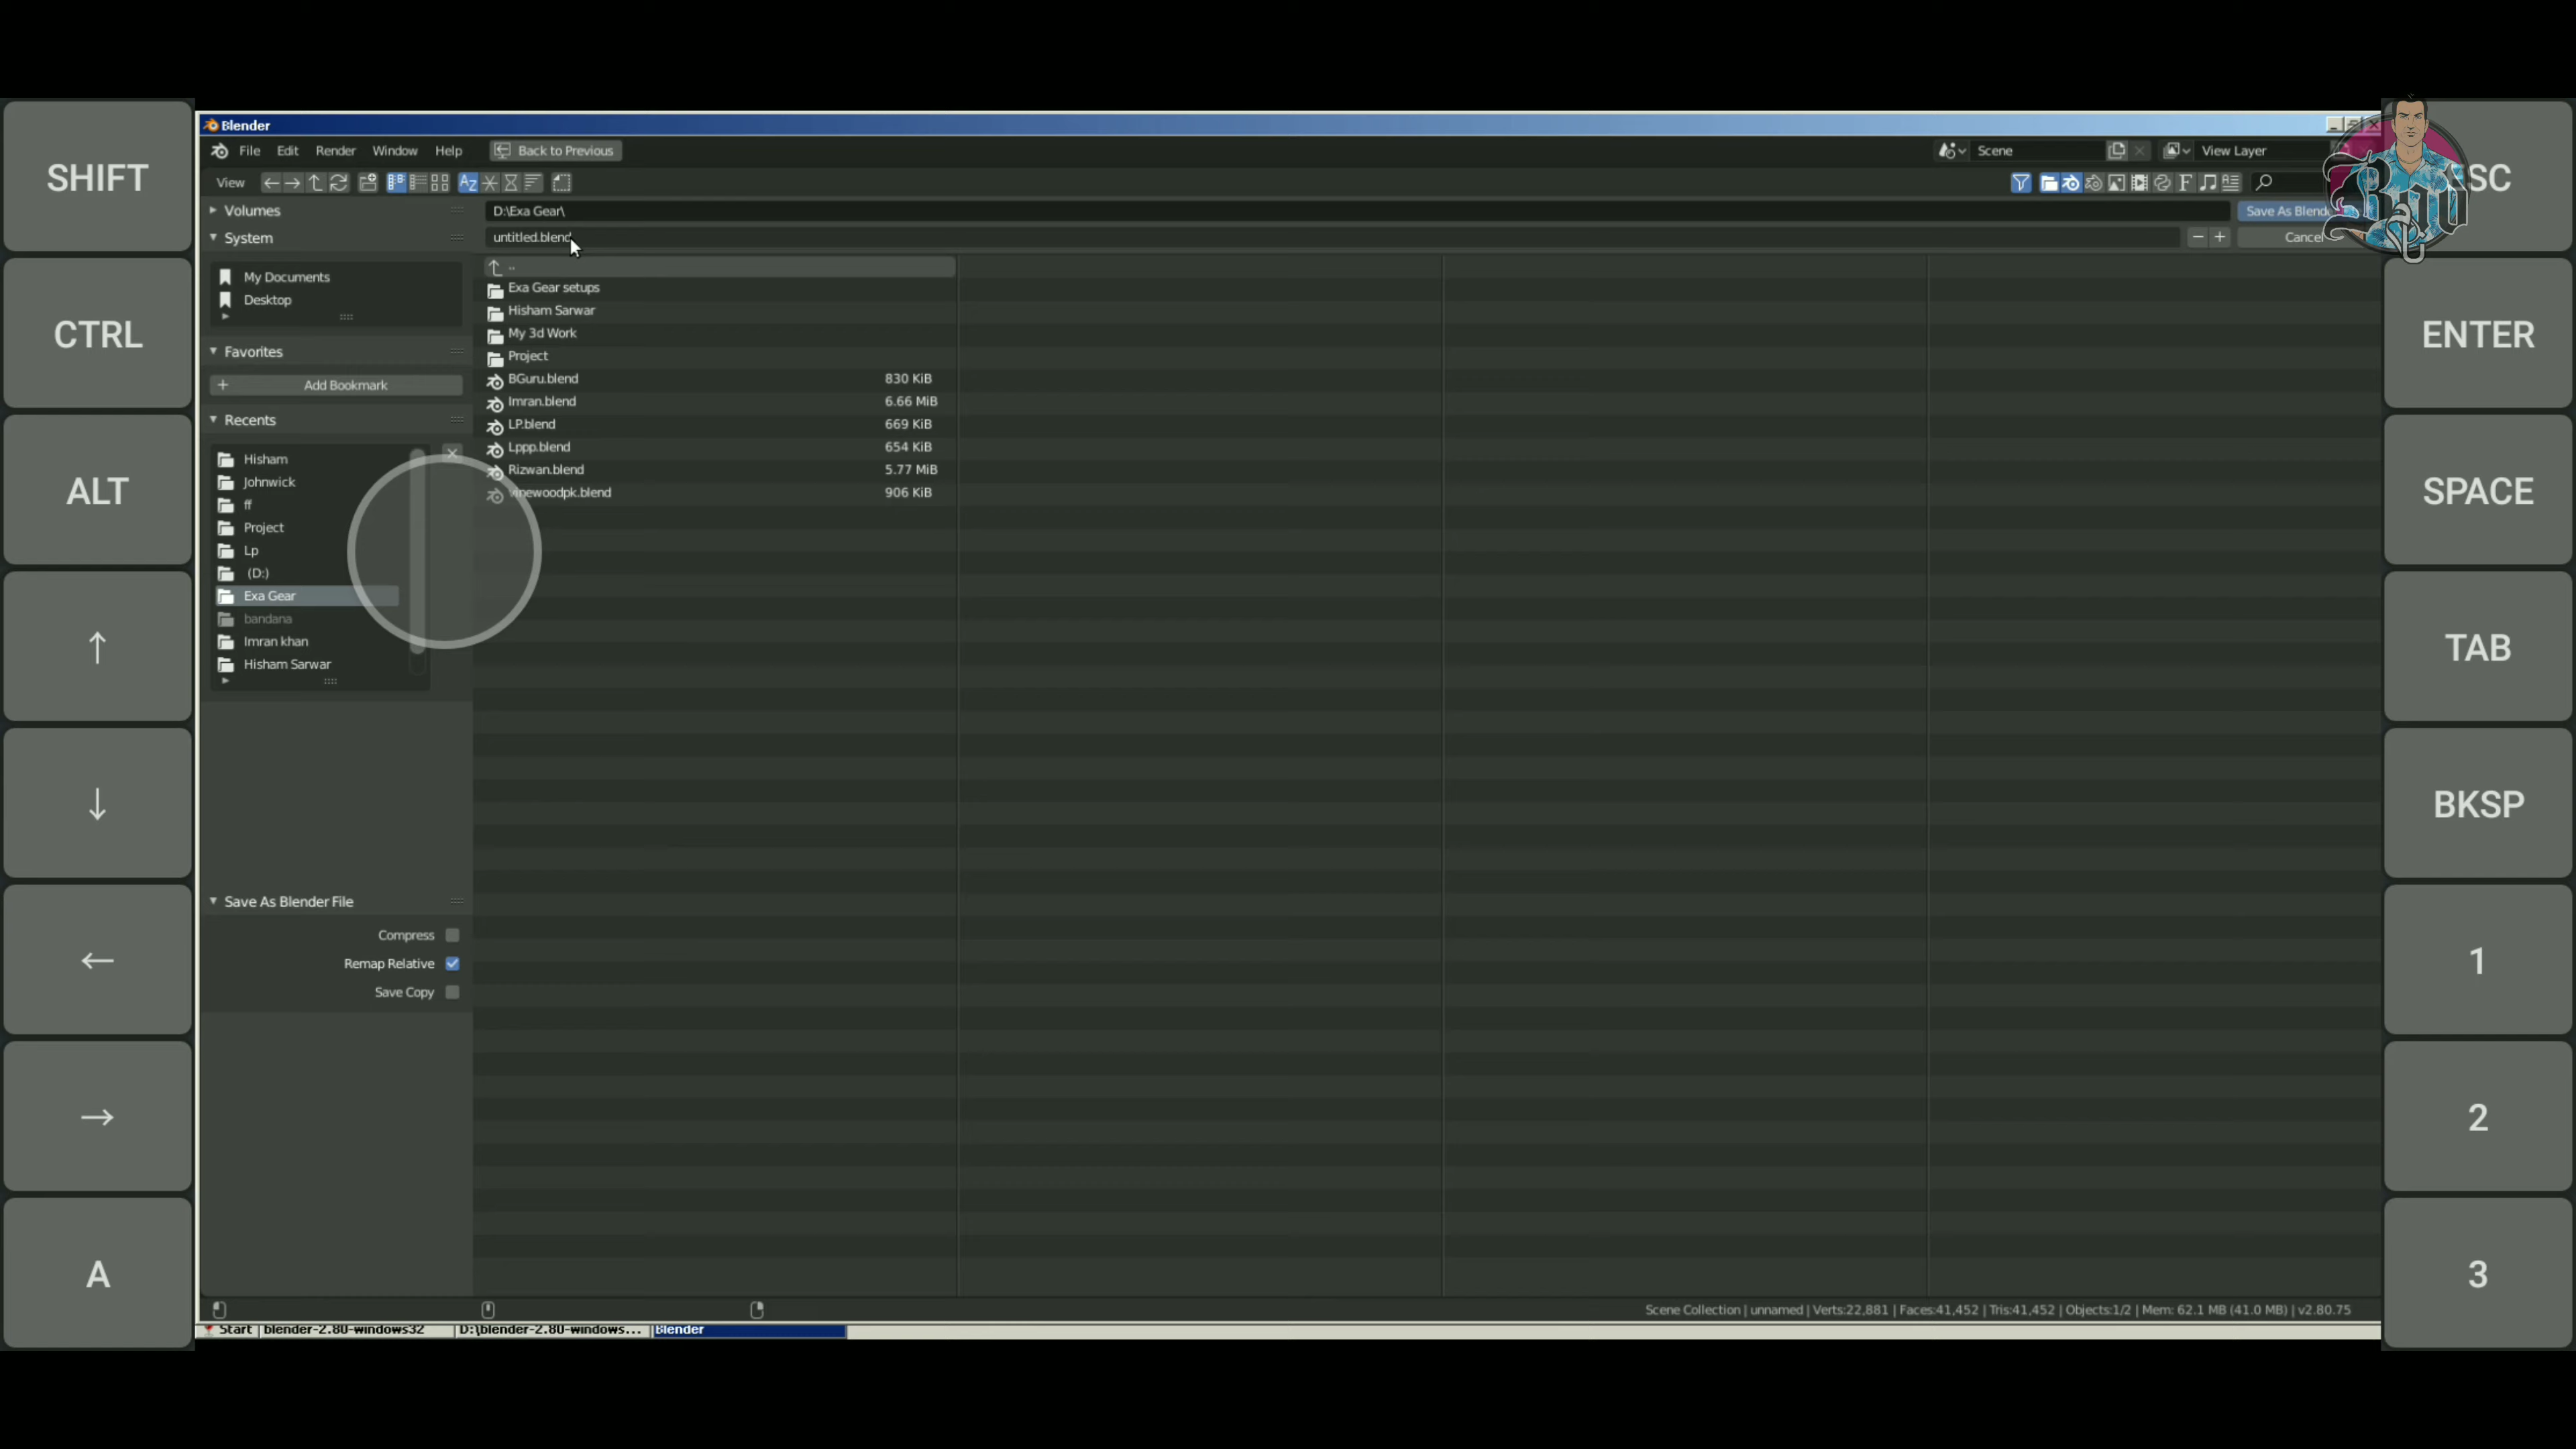 SHIFT
CTRL
ALT
↑
↓
←
→
A
Blender
File Edit Render Window Help Back to Previous
Scene
View Layer
View
Volumes
D:\Exa Gear\
System
untitled.blend
Cancel
My Documents
Desktop
Favorites
Add Bookmark
Recents
Hisham
Johnwick
ff
Project
Lp
(D:)
Exa Gear
bandana
Imran khan
Hisham Sarwar
..
Exa Gear setups
Hisham Sarwar
My 3d Work
Project
BGuru.blend 830 KiB
Imran.blend 6.66 MiB
LP.blend 669 KiB
Lppp.blend 654 KiB
Rizwan.blend 5.77 MiB
906 KiB
Save As Blender File
Compress
Remap Relative
Save Copy
Scene Collection | unnamed | Verts:22,881 | Faces:41,452 | Tris:41,452 | Objects:1/2 | Mem: 62.1 MB (41.0 MB) | v2.80.75
Start blender-2.80-windows32 D:\blender-2.80-windows... Blender
ENTER
SPACE
TAB
BKSP
1
2
3